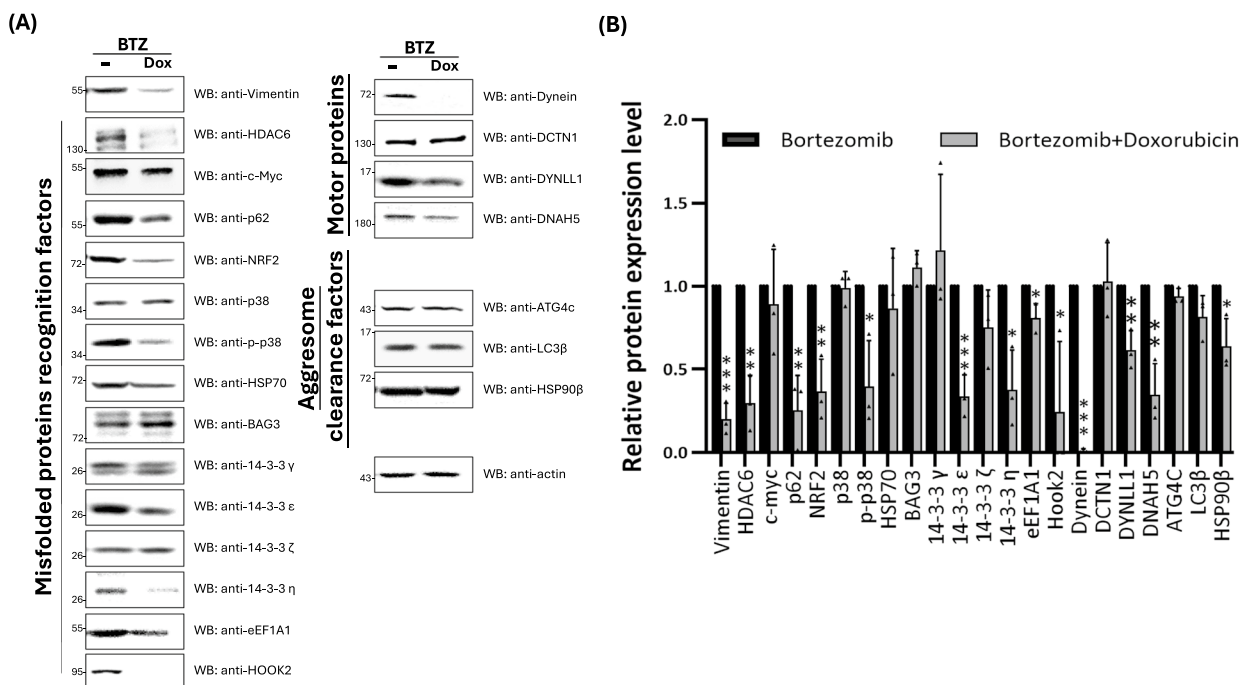 (A)
BTZ
– Dox
Misfolded proteins recognition factors
55- WB: anti-Vimentin
130- WB: anti-HDAC6
55- WB: anti-c-Myc
55- WB: anti-p62
72- WB: anti-NRF2
34- WB: anti-p38
34- WB: anti-p-p38
72- WB: anti-HSP70
72- WB: anti-BAG3
26- WB: anti-14-3-3 γ
26- WB: anti-14-3-3 ε
26- WB: anti-14-3-3 ζ
26- WB: anti-14-3-3 η
55- WB: anti-eEF1A1
95- WB: anti-HOOK2
BTZ
– Dox
Motor proteins
72- WB: anti-Dynein
130- WB: anti-DCTN1
17- WB: anti-DYNLL1
180- WB: anti-DNAH5
Aggresome
clearance factors
43- WB: anti-ATG4c
17- WB: anti-LC3β
72- WB: anti-HSP90β
43- WB: anti-actin
(B)
Relative protein expression level
2.0
1.5
1.0
0.5
0.0
Bortezomib
Bortezomib+Doxorubicin
***
**
**
**
*
***
*
*
*
***
**
**
*
Vimentin
HDAC6
c-myc
p62
NRF2
p38
p-p38
HSP70
BAG3
14-3-3 γ
14-3-3 ε
14-3-3 ζ
14-3-3 η
eEF1A1
Hook2
Dynein
DCTN1
DYNLL1
DNAH5
ATG4C
LC3β
HSP90β